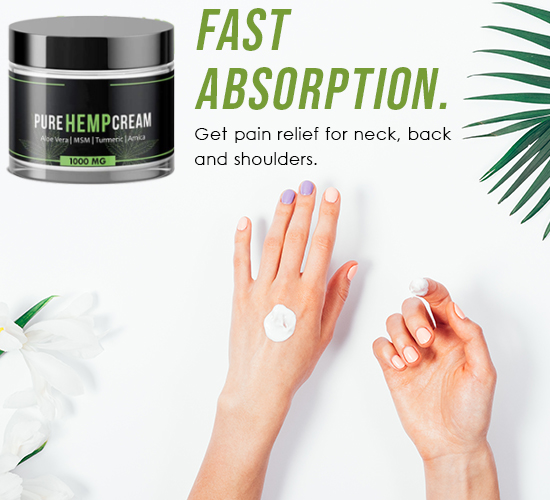 FAST
ABSORPTION.
Get pain relief for neck, back
and shoulders.
PURE HEMP CREAM
Aloe Vera | MSM | Turmeric | Arnica
1000 MG